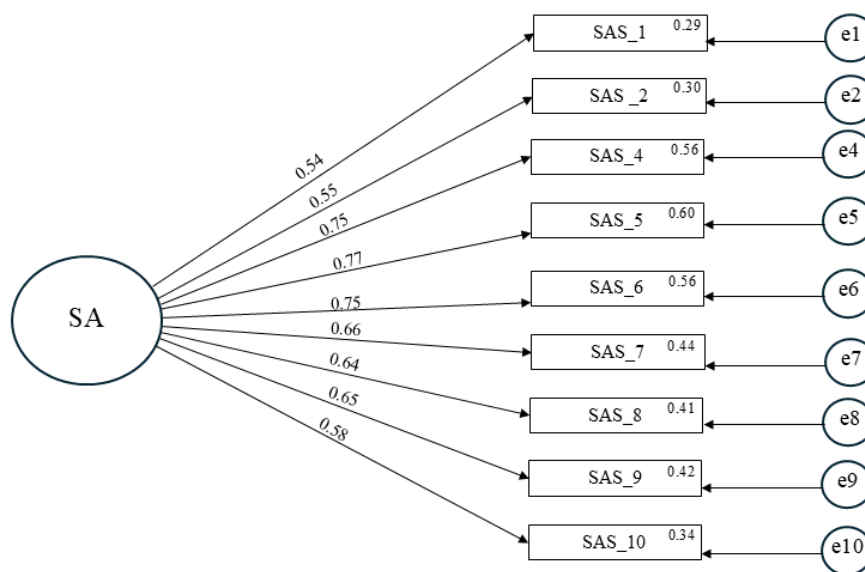 SAS_1 0.29 e1
SAS _2 0.30 e2
SAS_4 0.56 e4
SAS_5 0.60 e5
SAS_6 0.56 e6
SAS_7 0.44 e7
SAS_8 0.41 e8
SAS_9 0.42 e9
SAS_10 0.34 e10
0.54
0.55
0.75
0.77
0.75
0.66
0.64
0.65
0.58
SA